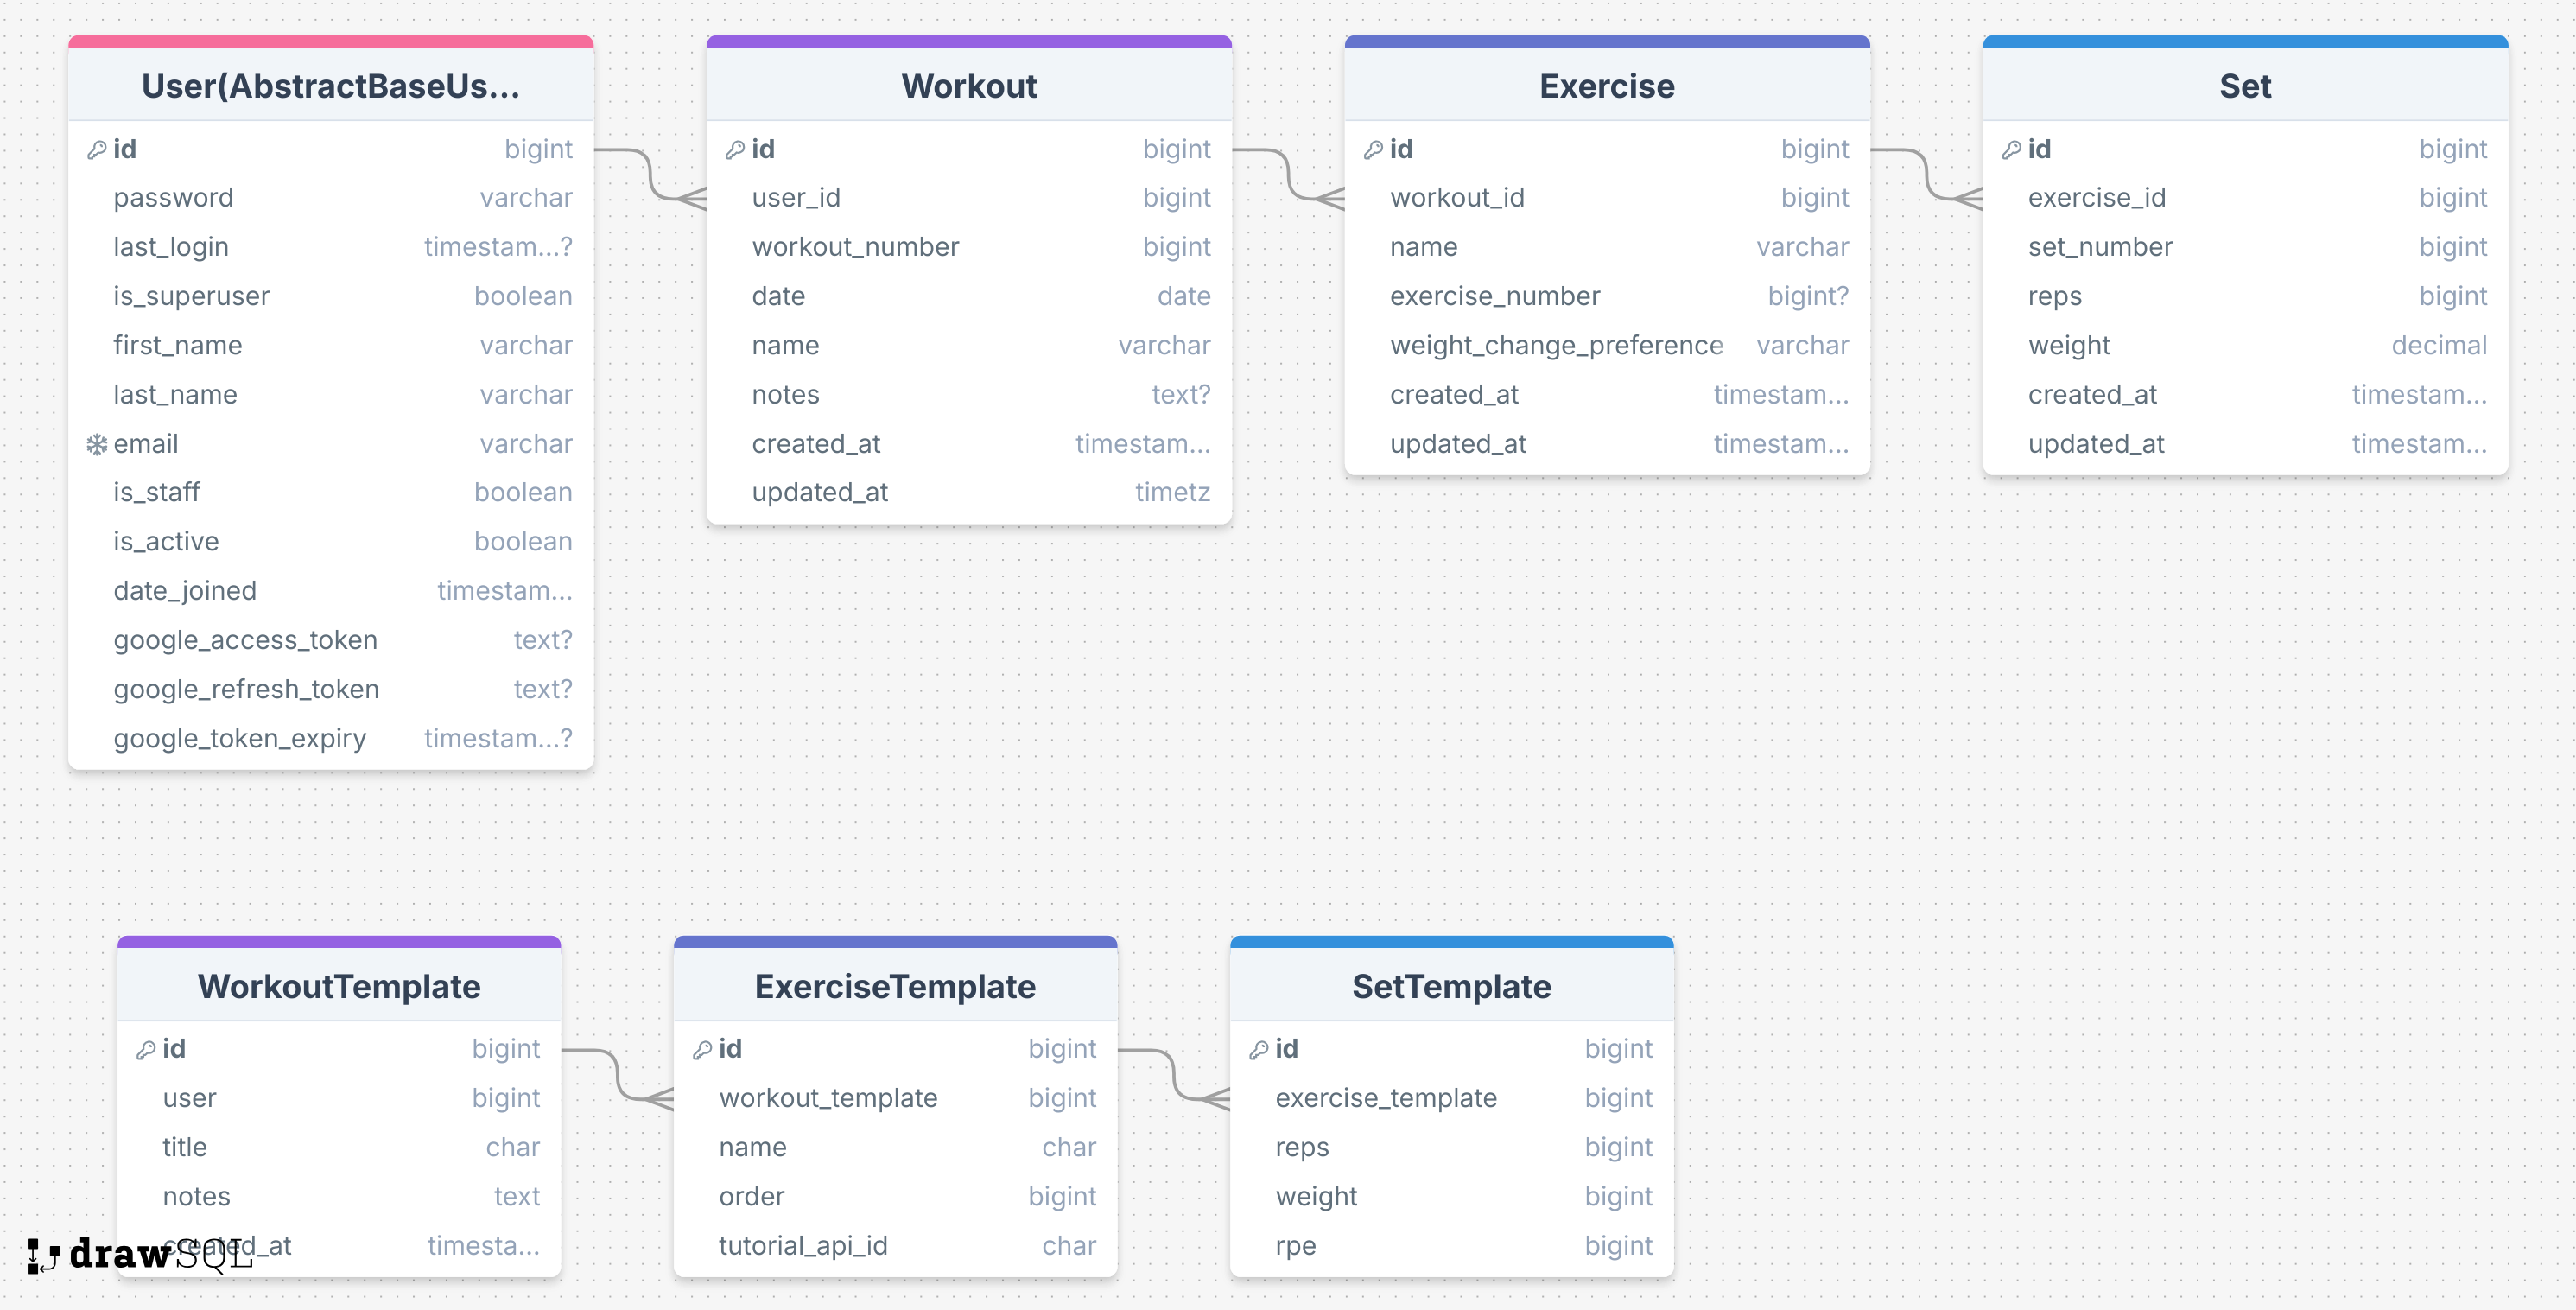 User(AbstractBaseUs...
id bigint
password varchar
last_login timestam...?
is_superuser boolean
first_name varchar
last_name varchar
email varchar
is_staff boolean
is_active boolean
date_joined timestam...
google_access_token text?
google_refresh_token text?
google_token_expiry timestam...?
Workout
id bigint
user_id bigint
workout_number bigint
date date
name varchar
notes text?
created_at timestam...
updated_at timetz
Exercise
id bigint
workout_id bigint
name varchar
exercise_number bigint?
weight_change_preference varchar
created_at timestam...
updated_at timestam...
Set
id bigint
exercise_id bigint
set_number bigint
reps bigint
weight decimal
created_at timestam...
updated_at timestam...
WorkoutTemplate
id bigint
user bigint
title char
notes text
created_at timesta...
ExerciseTemplate
id bigint
workout_template bigint
name char
order bigint
tutorial_api_id char
SetTemplate
id bigint
exercise_template bigint
reps bigint
weight bigint
rpe bigint
drawSQL